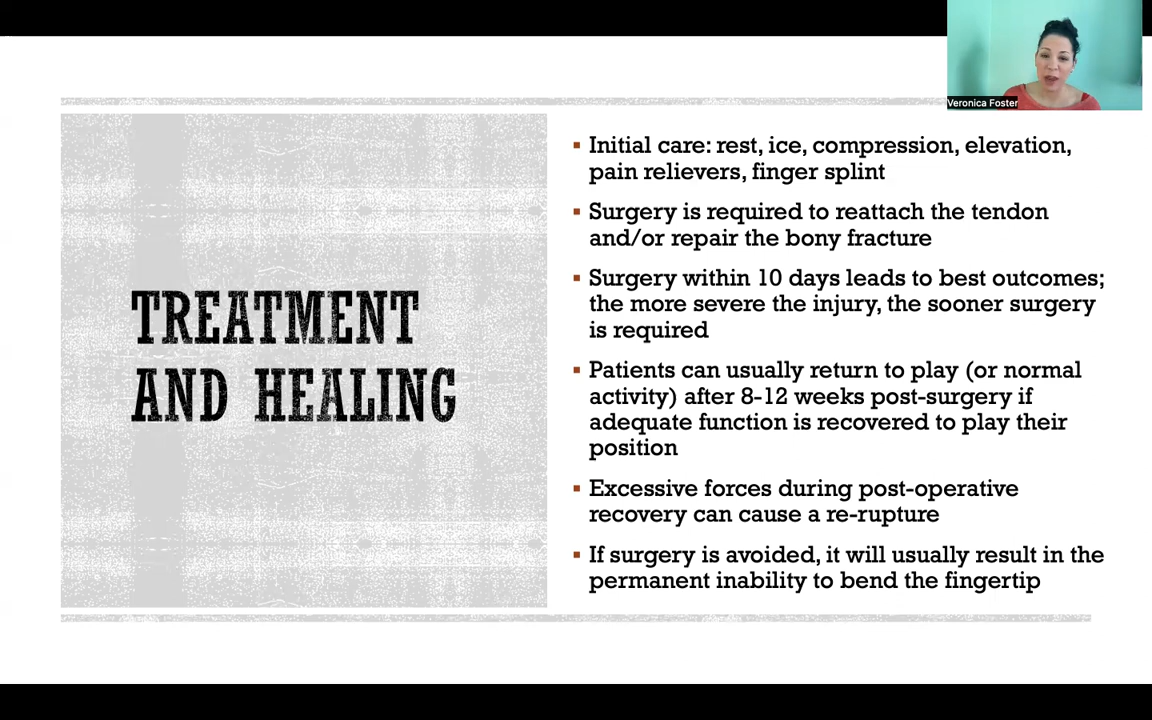 Veronica Foster
TREATMENT
AND HEALING
▪ Initial care: rest, ice, compression, elevation,
pain relievers, finger splint
▪ Surgery is required to reattach the tendon
and/or repair the bony fracture
▪ Surgery within 10 days leads to best outcomes;
the more severe the injury, the sooner surgery
is required
▪ Patients can usually return to play (or normal
activity) after 8-12 weeks post-surgery if
adequate function is recovered to play their
position
▪ Excessive forces during post-operative
recovery can cause a re-rupture
▪ If surgery is avoided, it will usually result in the
permanent inability to bend the fingertip